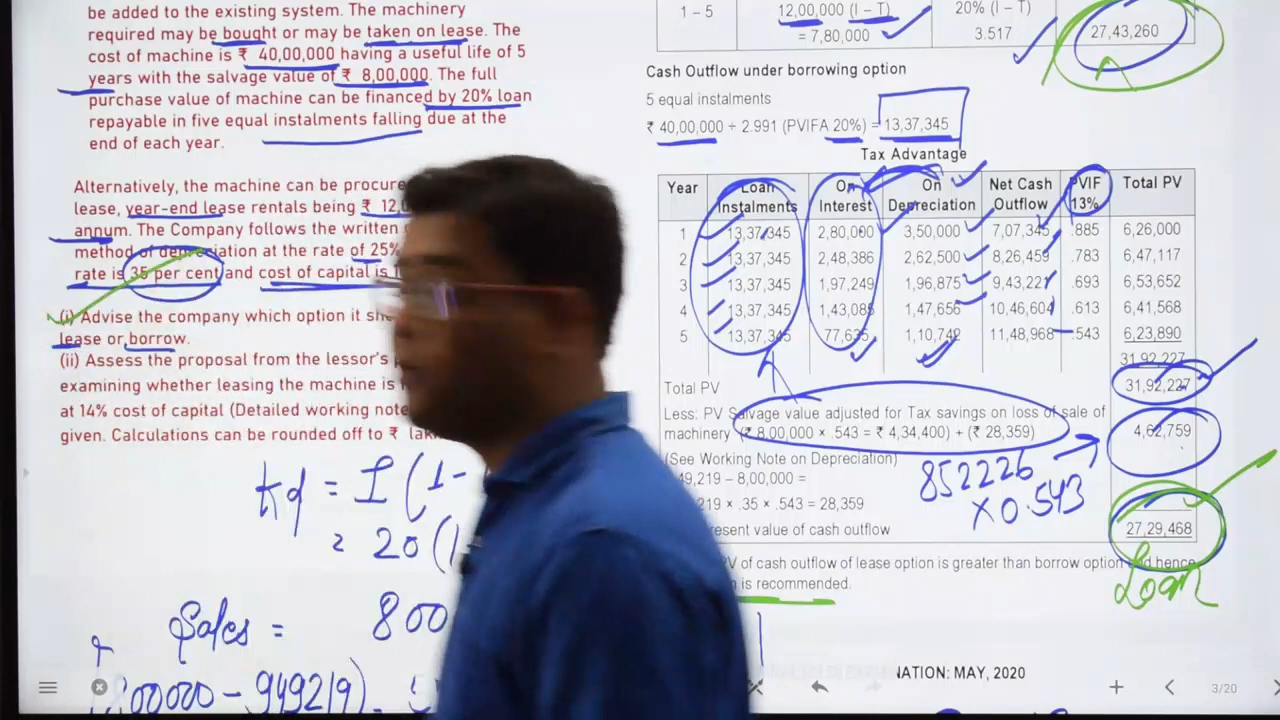 be added to the existing system. The machinery
required may be bought or may be taken on lease. The
cost of machine is ₹ 40,00,000 having a useful life of 5
years with the salvage value of ₹ 8,00,000. The full
purchase value of machine can be financed by 20% loan
repayable in five equal instalments falling due at the
end of each year.
Alternatively, the machine can be procure
lease, year-end lease rentals being ₹ 12,0
annum. The Company follows the written
method of depreciation at the rate of 25%
rate is 35 per cent and cost of capital is
(i) Advise the company which option it sh
lease or borrow.
(ii) Assess the proposal from the lessor's
examining whether leasing the machine is
at 14% cost of capital (Detailed working note
given. Calculations can be rounded off to ₹ lak
Kd = I (1-
= 20 (1
Sales = 800
800000 - 949219)
1 – 5 12,00,000 (I – T) 20% (I – T) 27,43,260
= 7,80,000 3.517
Cash Outflow under borrowing option
5 equal instalments
₹ 40,00,000 ÷ 2.991 (PVIFA 20%) = 13,37,345
Tax Advantage
Year Loan Instalments On Interest On Depreciation Net Cash Outflow PVIF 13% Total PV
1 13,37,345 2,80,000 3,50,000 7,07,345 .885 6,26,000
2 13,37,345 2,48,386 2,62,500 8,26,459 .783 6,47,117
3 13,37,345 1,97,249 1,96,875 9,43,221 .693 6,53,652
4 13,37,345 1,43,085 1,47,656 10,46,604 .613 6,41,568
5 13,37,345 77,635 1,10,742 11,48,968 .543 6,23,890
31,92,227
Total PV 31,92,227
Less: PV Salvage value adjusted for Tax savings on loss of sale of
machinery (₹ 8,00,000 × .543 = ₹ 4,34,400) + (₹ 28,359) 4,62,759
(See Working Note on Depreciation)
49,219 – 8,00,000 =
219 × .35 × .543 = 28,359
852226
× 0.543
resent value of cash outflow 27,29,468
V of cash outflow of lease option is greater than borrow option and hence
is recommended.
Loan
NATION: MAY, 2020
3/20